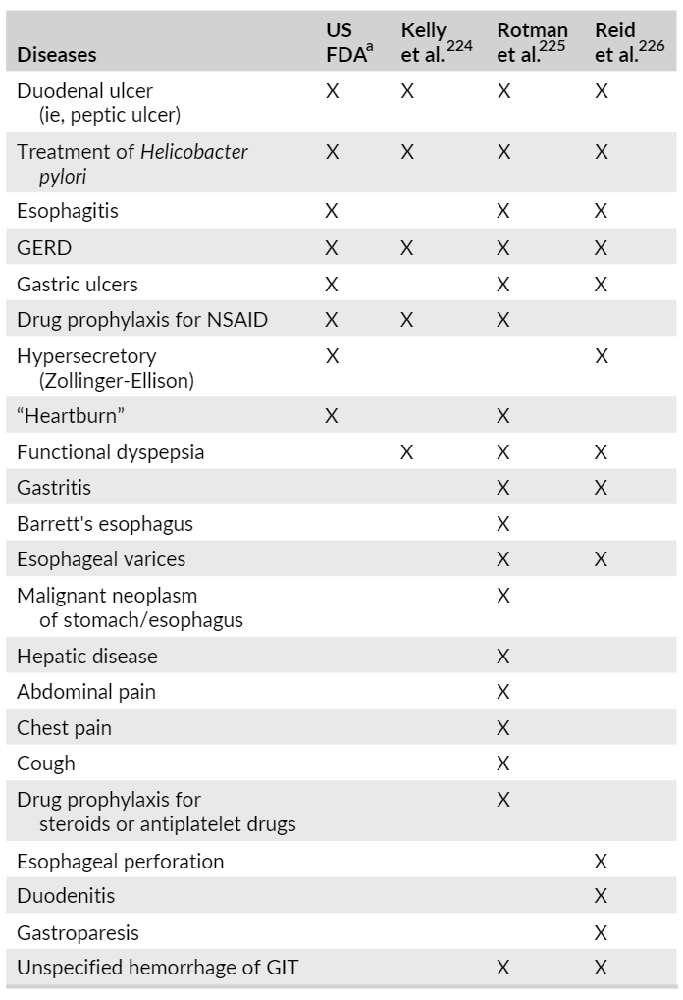 Diseases US FDAa Kelly et al.224 Rotman et al.225 Reid et al.226
Duodenal ulcer X X X X
(ie, peptic ulcer)
Treatment of Helicobacter X X X X
pylori
Esophagitis X X X
GERD X X X X
Gastric ulcers X X X
Drug prophylaxis for NSAID X X X
Hypersecretory X X
(Zollinger-Ellison)
“Heartburn” X X
Functional dyspepsia X X X
Gastritis X X
Barrett's esophagus X
Esophageal varices X X
Malignant neoplasm X
of stomach/esophagus
Hepatic disease X
Abdominal pain X
Chest pain X
Cough X
Drug prophylaxis for X
steroids or antiplatelet drugs
Esophageal perforation X
Duodenitis X
Gastroparesis X
Unspecified hemorrhage of GIT X X